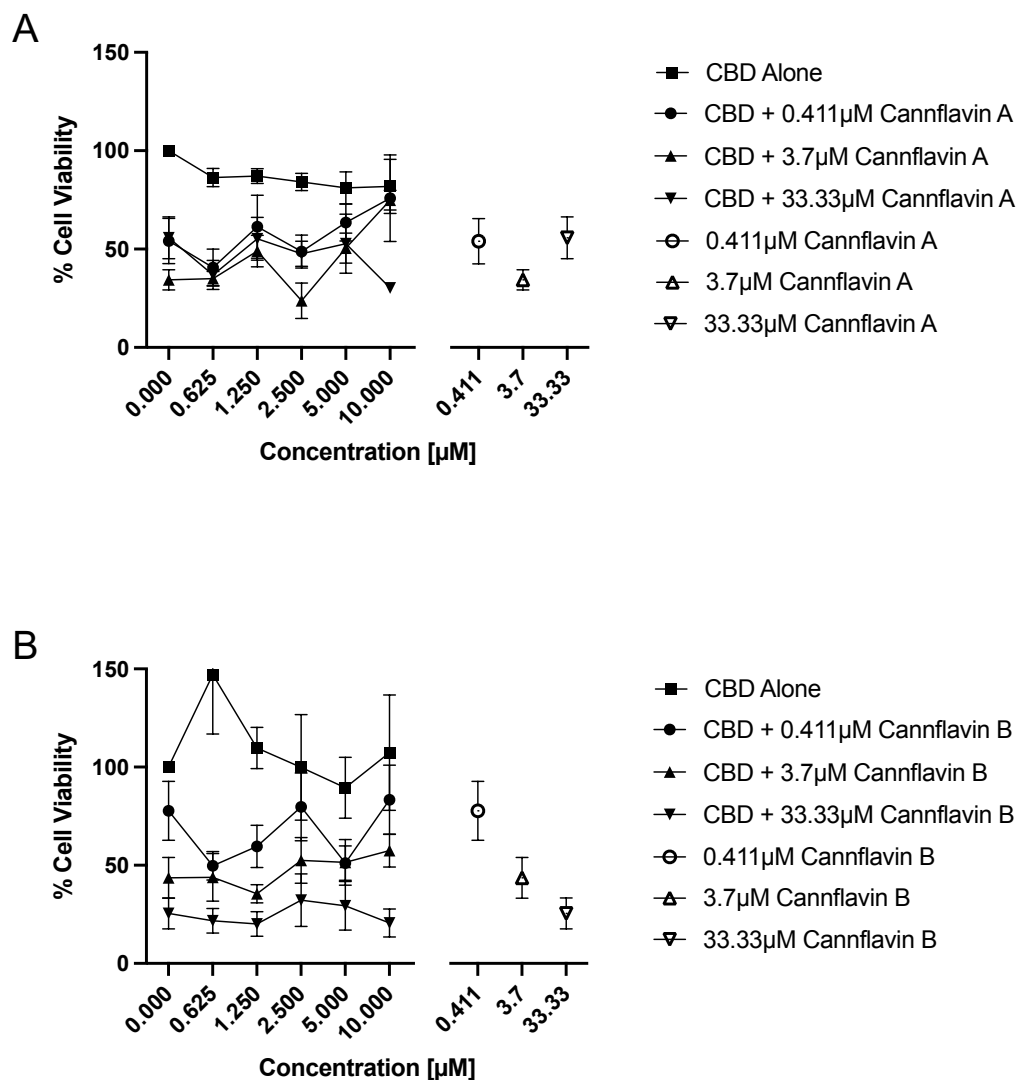 A
150
100
50
0
% Cell Viability
0.000
0.625
1.250
2.500
5.000
10.000
0.411
3.7
33.33
Concentration [µM]
CBD Alone
CBD + 0.411µM Cannflavin A
CBD + 3.7µM Cannflavin A
CBD + 33.33µM Cannflavin A
0.411µM Cannflavin A
3.7µM Cannflavin A
33.33µM Cannflavin A
B
150
100
50
0
% Cell Viability
0.000
0.625
1.250
2.500
5.000
10.000
0.411
3.7
33.33
Concentration [µM]
CBD Alone
CBD + 0.411µM Cannflavin B
CBD + 3.7µM Cannflavin B
CBD + 33.33µM Cannflavin B
0.411µM Cannflavin B
3.7µM Cannflavin B
33.33µM Cannflavin B